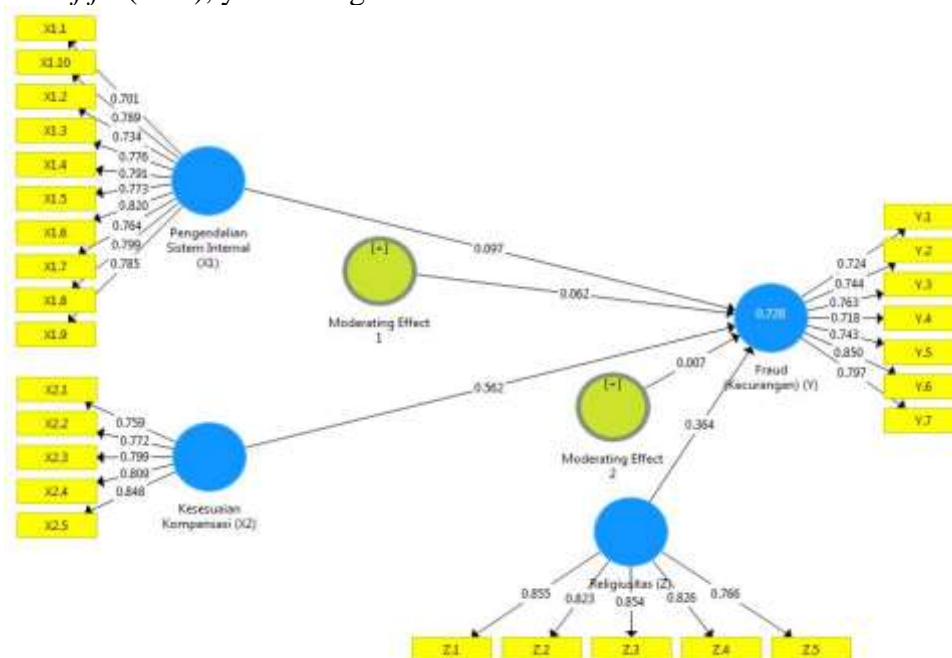 X1.1
X1.10
X1.2
X1.3
X1.4
X1.5
X1.6
X1.7
X1.8
X1.9
0.701
0.769
0.734
0.776
0.791
0.773
0.820
0.764
0.799
0.785
Pengendalian
Sistem Internal
(X1)
0.097
[+]
Moderating Effect
1
0.062
X2.1
X2.2
X2.3
X2.4
X2.5
0.759
0.772
0.799
0.809
0.848
Kesesuaian
Kompensasi (X2)
0.562
[+]
Moderating Effect
2
0.007
0.364
0.728
Fraud
(Kecurangan) (Y)
0.724
0.744
0.763
0.718
0.743
0.850
0.797
Y.1
Y.2
Y.3
Y.4
Y.5
Y.6
Y.7
Religiusitas (Z)
0.855
0.823
0.854
0.826
0.766
Z.1
Z.2
Z.3
Z.4
Z.5